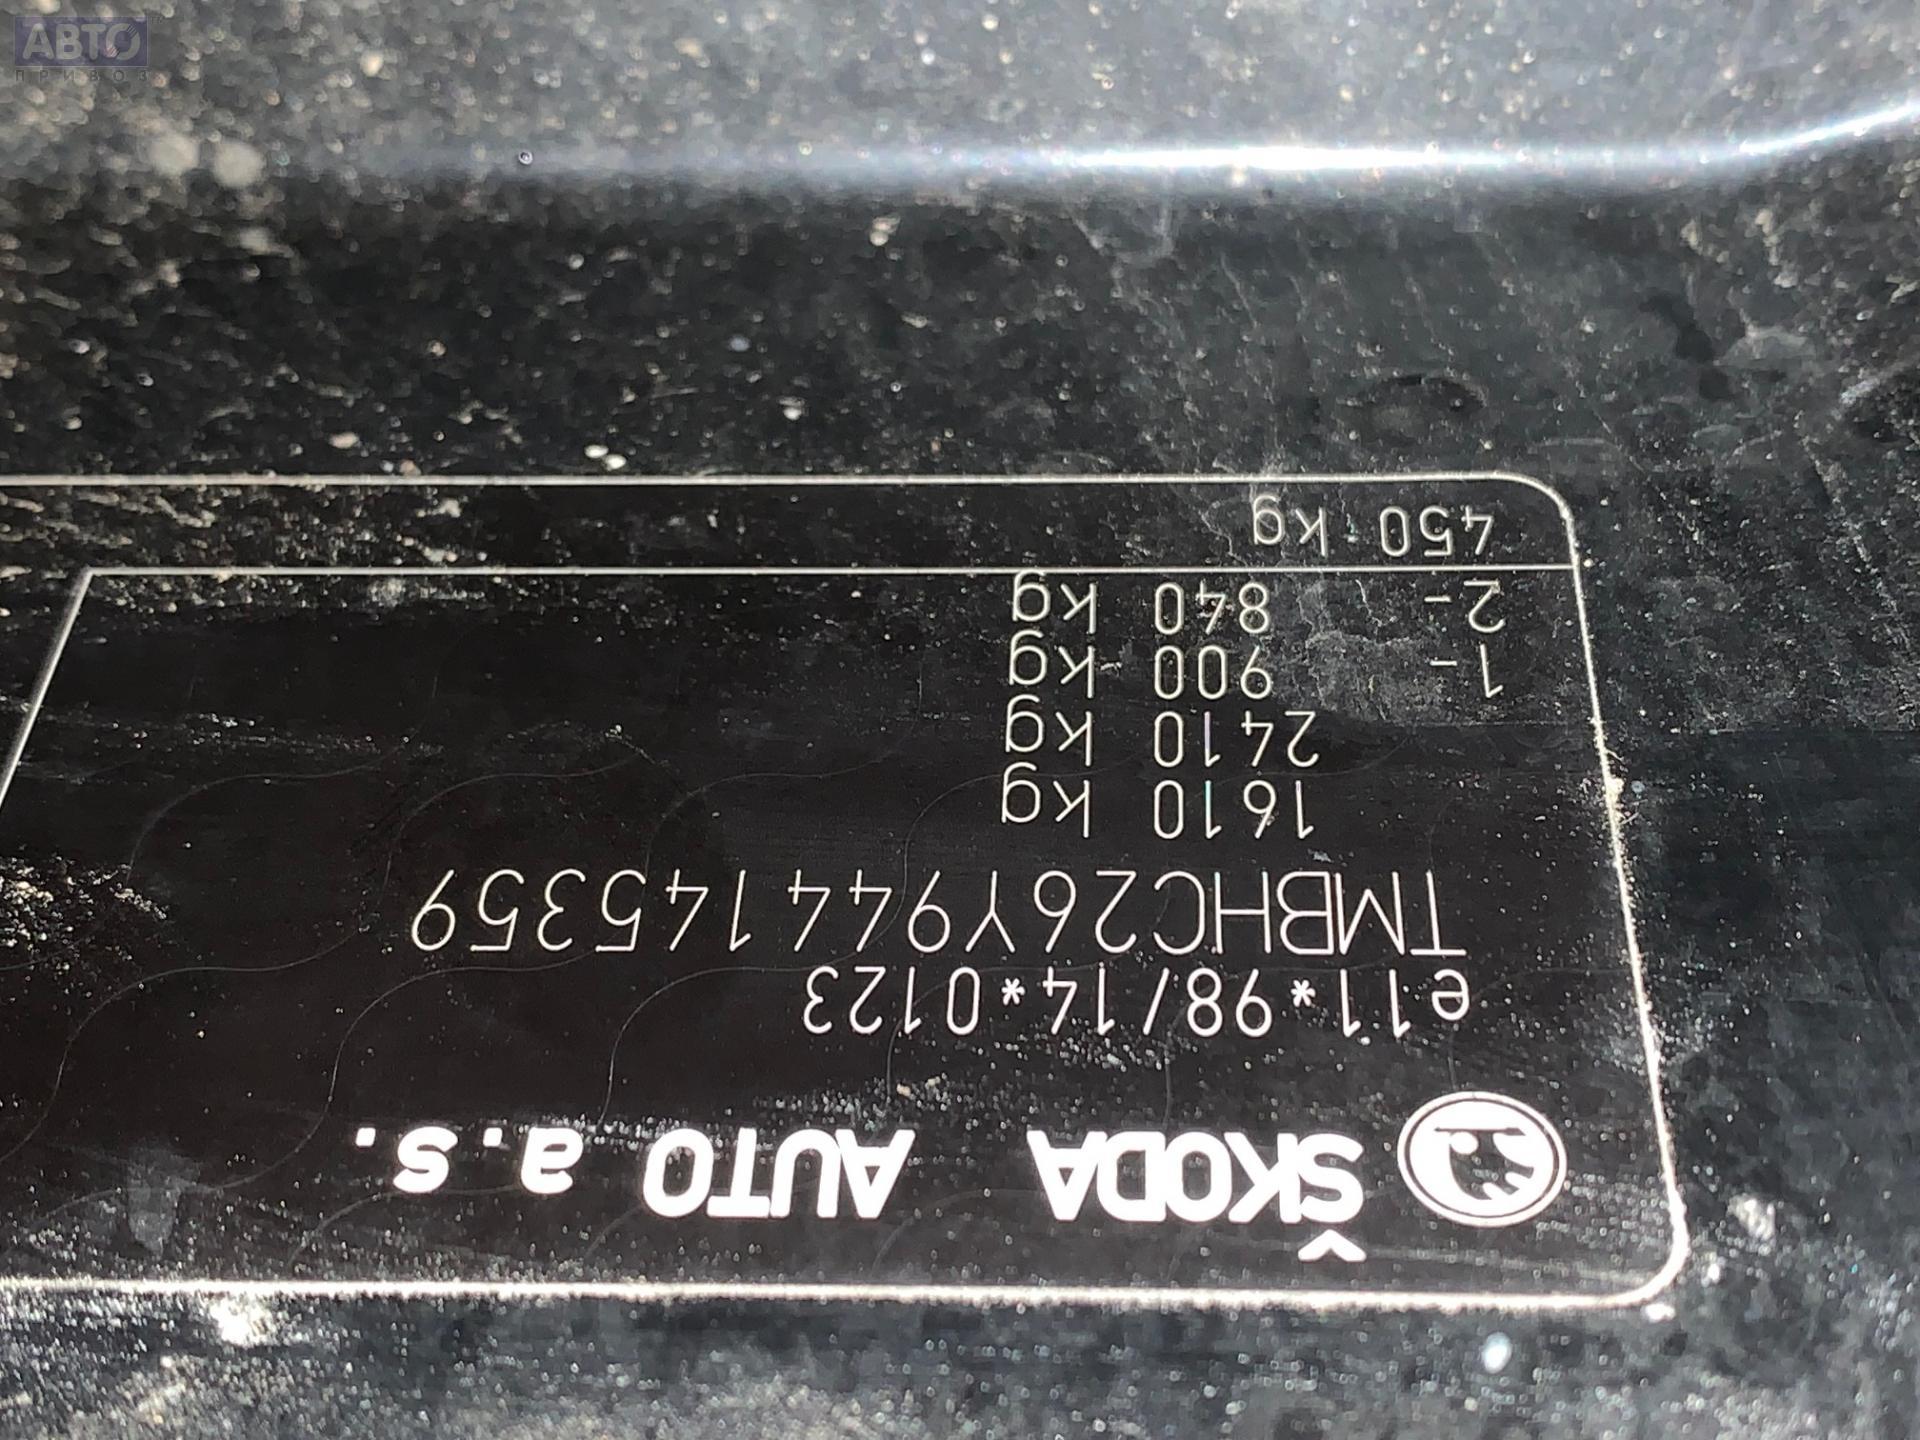 АВТО
ПРИВОЗ
ŠKODA AUTO a.s.
e11*98/14*0123
TMBHC26Y944145359
1610 kg
2410 kg
1- 900 kg
2- 840 kg
450 kg